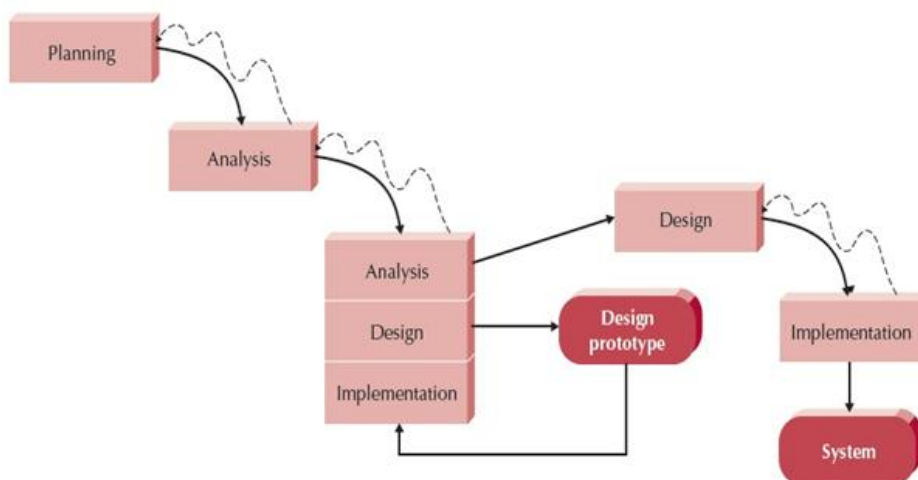 Planning
Analysis
Analysis
Design
Implementation
Design
prototype
Design
Implementation
System